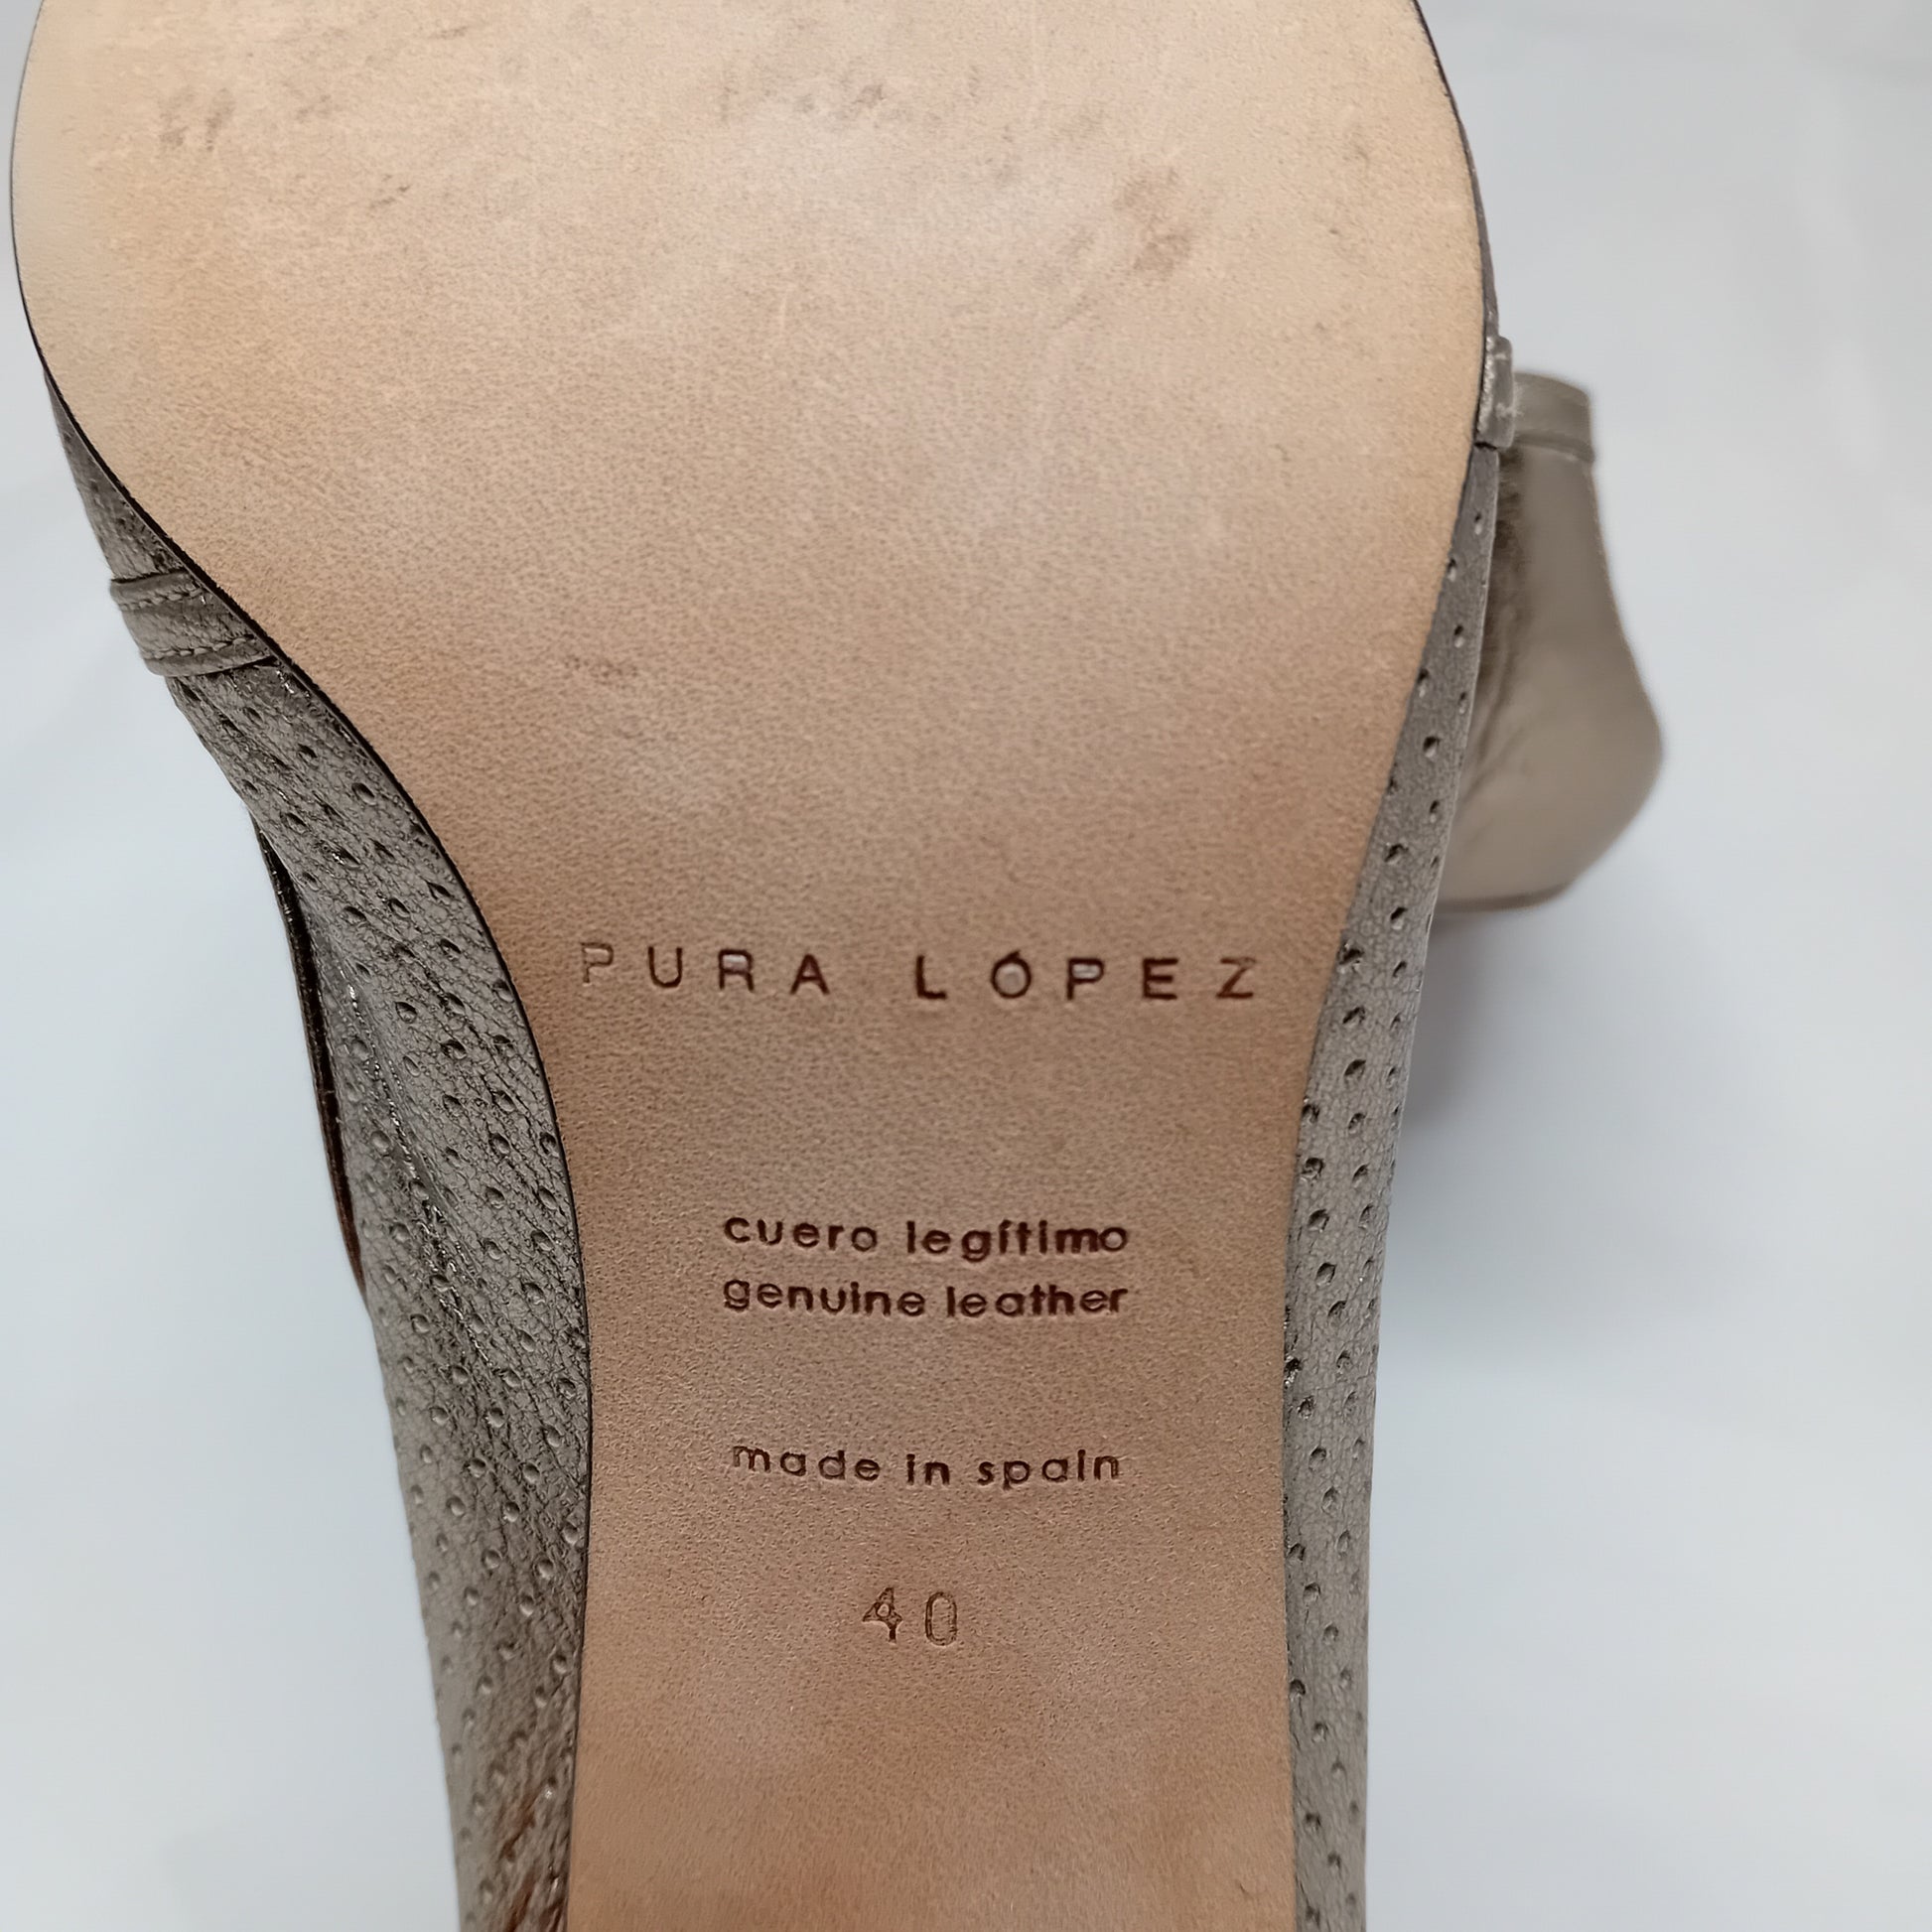 PURA LÓPEZ
cuero legítimo
genuine leather
made in spain
40